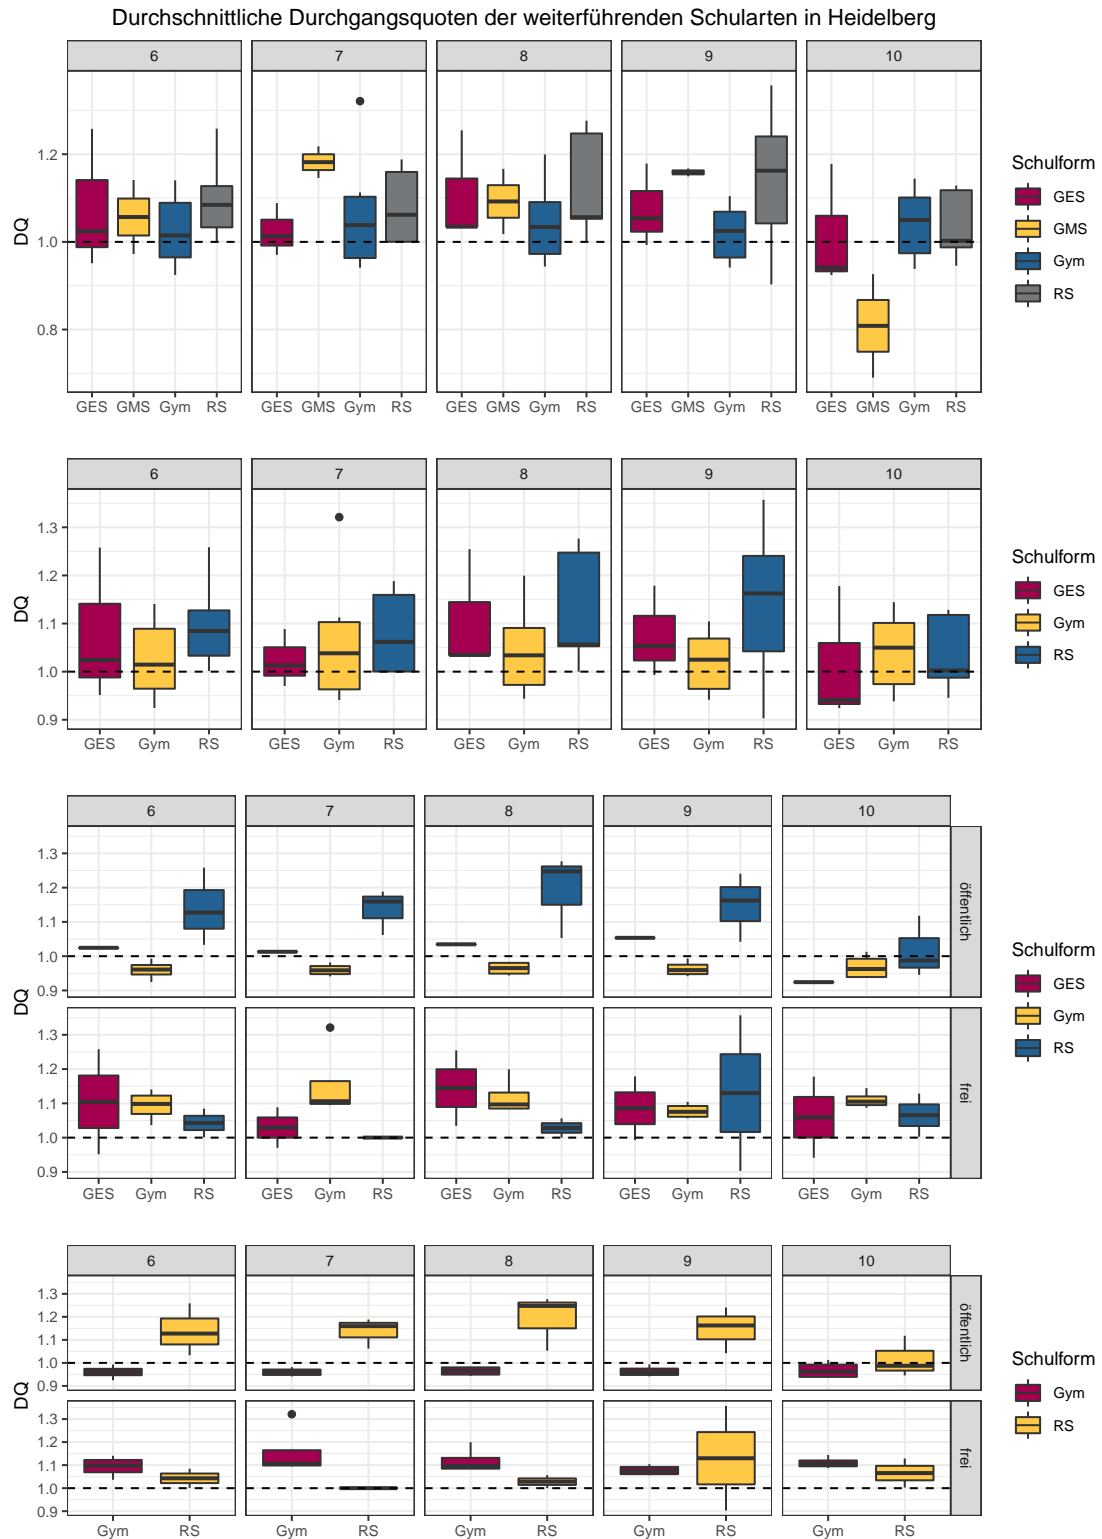 Durchschnittliche Durchgangsquoten der weiterführenden Schularten in Heidelberg
6 7 8 9 10
1.2
1.0
0.8
DQ
GES GMS Gym RS GES GMS Gym RS GES GMS Gym RS GES GMS Gym RS GES GMS Gym RS
Schulform
GES
GMS
Gym
RS
6 7 8 9 10
1.3
1.2
1.1
1.0
0.9
DQ
GES Gym RS GES Gym RS GES Gym RS GES Gym RS GES Gym RS
Schulform
GES
Gym
RS
6 7 8 9 10
1.3
1.2
1.1
1.0
0.9
öffentlich
DQ
1.3
1.2
1.1
1.0
0.9
frei
GES Gym RS GES Gym RS GES Gym RS GES Gym RS GES Gym RS
Schulform
GES
Gym
RS
6 7 8 9 10
1.3
1.2
1.1
1.0
0.9
öffentlich
DQ
1.3
1.2
1.1
1.0
0.9
frei
Gym RS Gym RS Gym RS Gym RS Gym RS
Schulform
Gym
RS